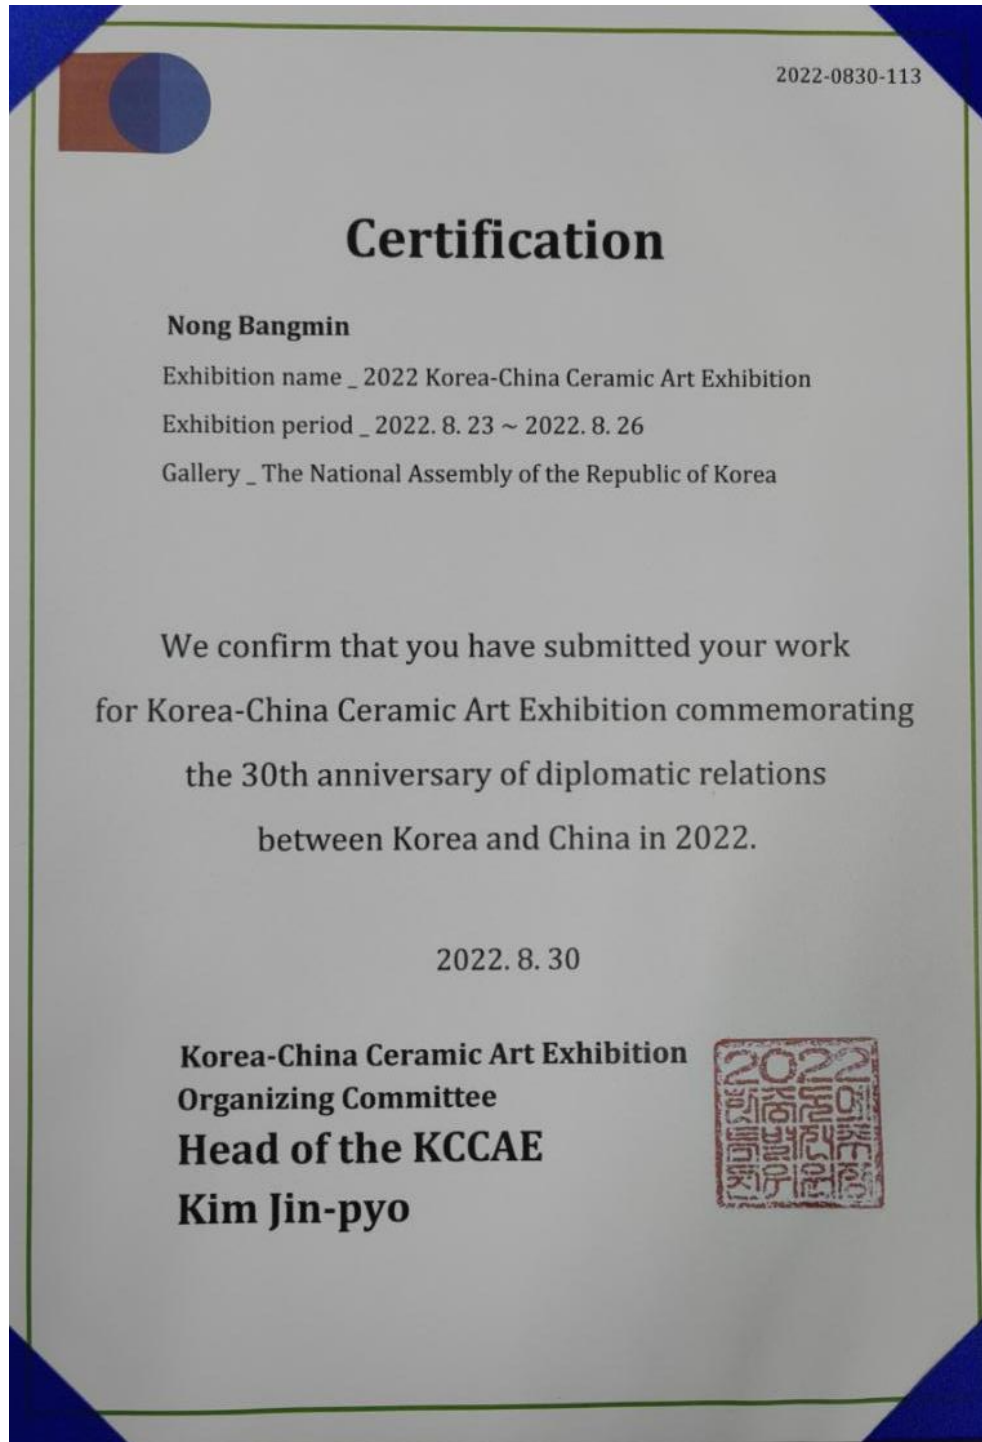 2022-0830-113
Certification
Nong Bangmin
Exhibition name _ 2022 Korea-China Ceramic Art Exhibition
Exhibition period _ 2022. 8. 23 ~ 2022. 8. 26
Gallery _ The National Assembly of the Republic of Korea
We confirm that you have submitted your work
for Korea-China Ceramic Art Exhibition commemorating
the 30th anniversary of diplomatic relations
between Korea and China in 2022.
2022. 8. 30
Korea-China Ceramic Art Exhibition
Organizing Committee
Head of the KCCAE
Kim Jin-pyo
2022